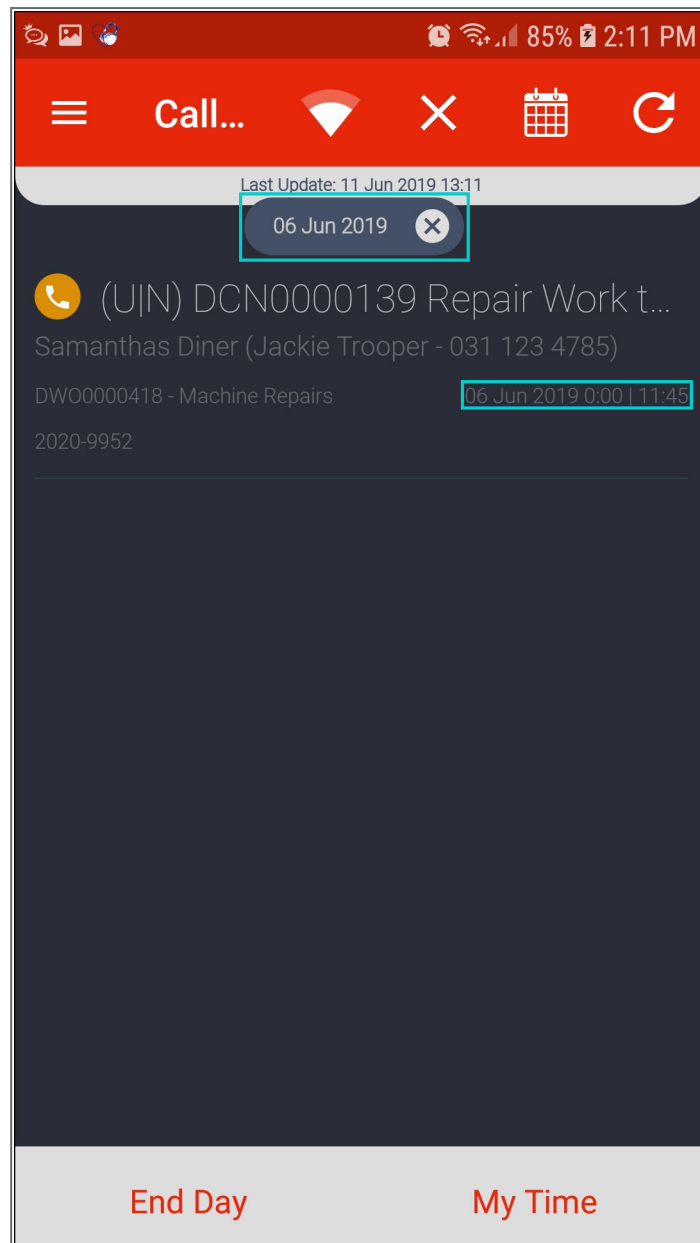 85% 2:11 PM
Call...
Last Update: 11 Jun 2019 13:11
06 Jun 2019
(U|N) DCN0000139 Repair Work t...
Samanthas Diner (Jackie Trooper - 031 123 4785)
DWO0000418 - Machine Repairs 06 Jun 2019 0:00 | 11:45
2020-9952
End Day My Time